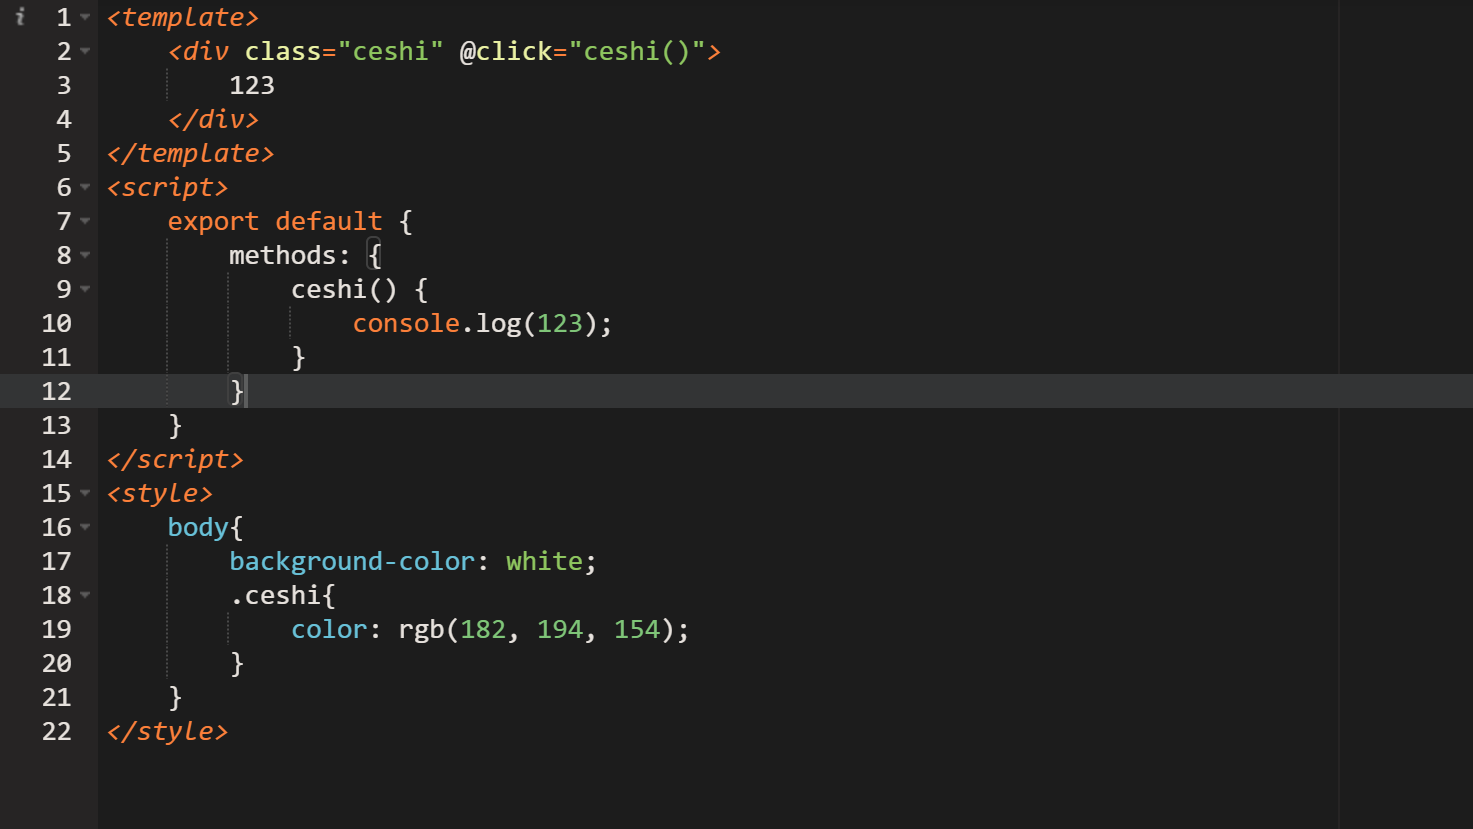 i 1 <template>
2     <div class="ceshi" @click="ceshi()">
3         123
4     </div>
5 </template>
6 <script>
7     export default {
8         methods: {
9             ceshi() {
10                 console.log(123);
11             }
12         }
13     }
14 </script>
15 <style>
16     body{
17         background-color: white;
18         .ceshi{
19             color: rgb(182, 194, 154);
20         }
21     }
22 </style>